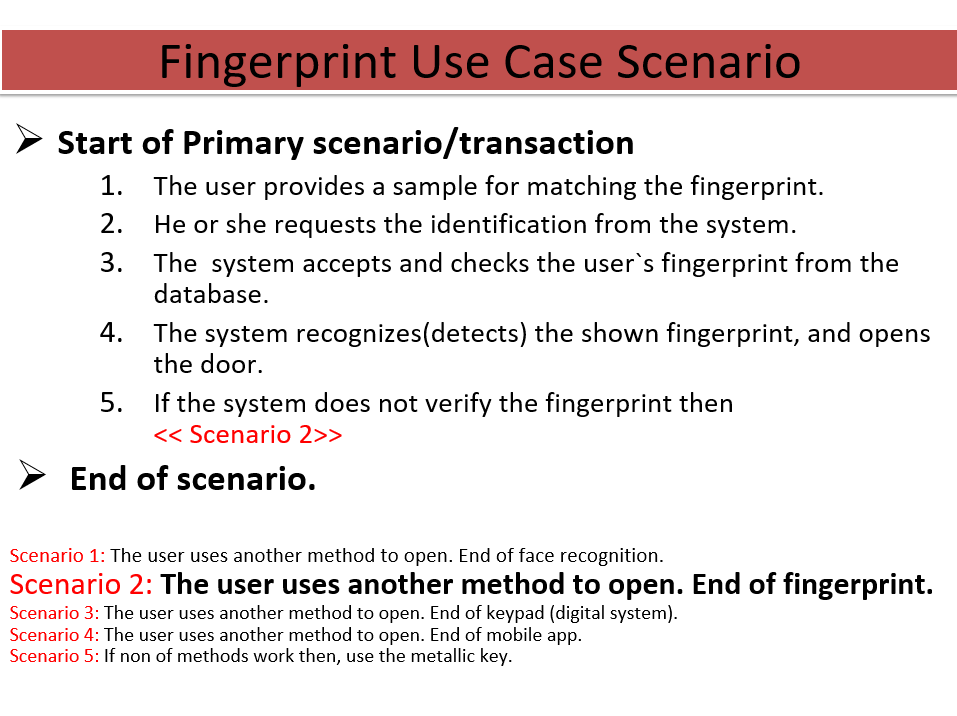 Fingerprint Use Case Scenario
➢ Start of Primary scenario/transaction
1. The user provides a sample for matching the fingerprint.
2. He or she requests the identification from the system.
3. The  system accepts and checks the user`s fingerprint from the
database.
4. The system recognizes(detects) the shown fingerprint, and opens
the door.
5. If the system does not verify the fingerprint then
<< Scenario 2>>
➢ End of scenario.
Scenario 1: The user uses another method to open. End of face recognition.
Scenario 2: The user uses another method to open. End of fingerprint.
Scenario 3: The user uses another method to open. End of keypad (digital system).
Scenario 4: The user uses another method to open. End of mobile app.
Scenario 5: If non of methods work then, use the metallic key.